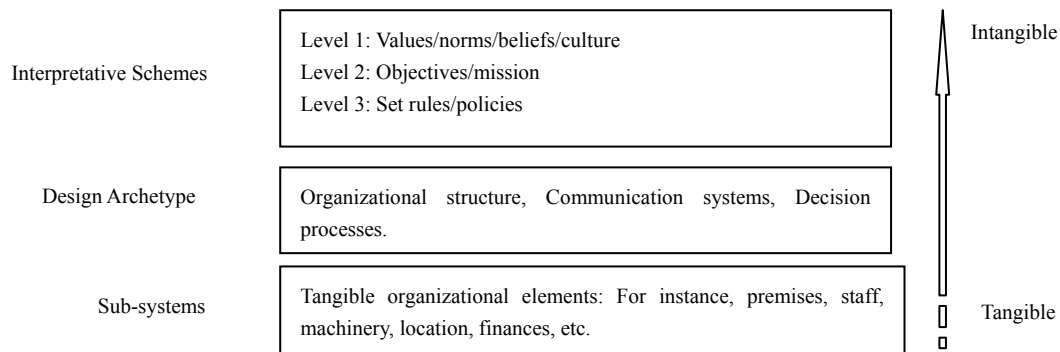 Interpretative Schemes
Level 1: Values/norms/beliefs/culture
Level 2: Objectives/mission
Level 3: Set rules/policies
Intangible
Design Archetype
Organizational structure, Communication systems, Decision
processes.
Sub-systems
Tangible organizational elements: For instance, premises, staff,
machinery, location, finances, etc.
Tangible